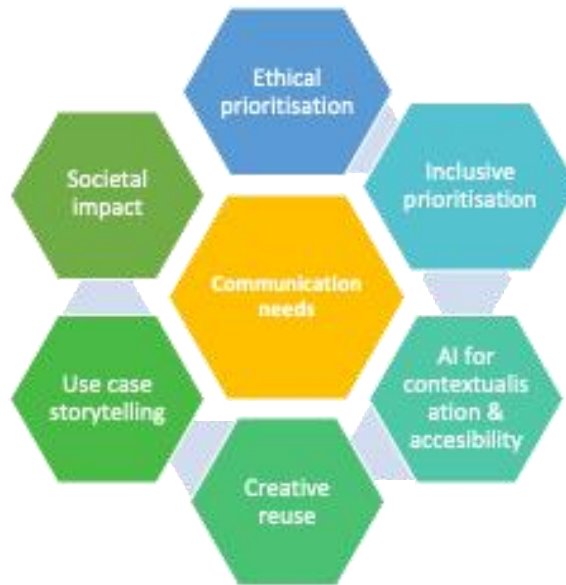 Ethical
prioritisation
Inclusive
prioritisation
AI for
contextualis
ation &
accesibility
Creative
reuse
Use case
storytelling
Societal
impact
Communication
needs